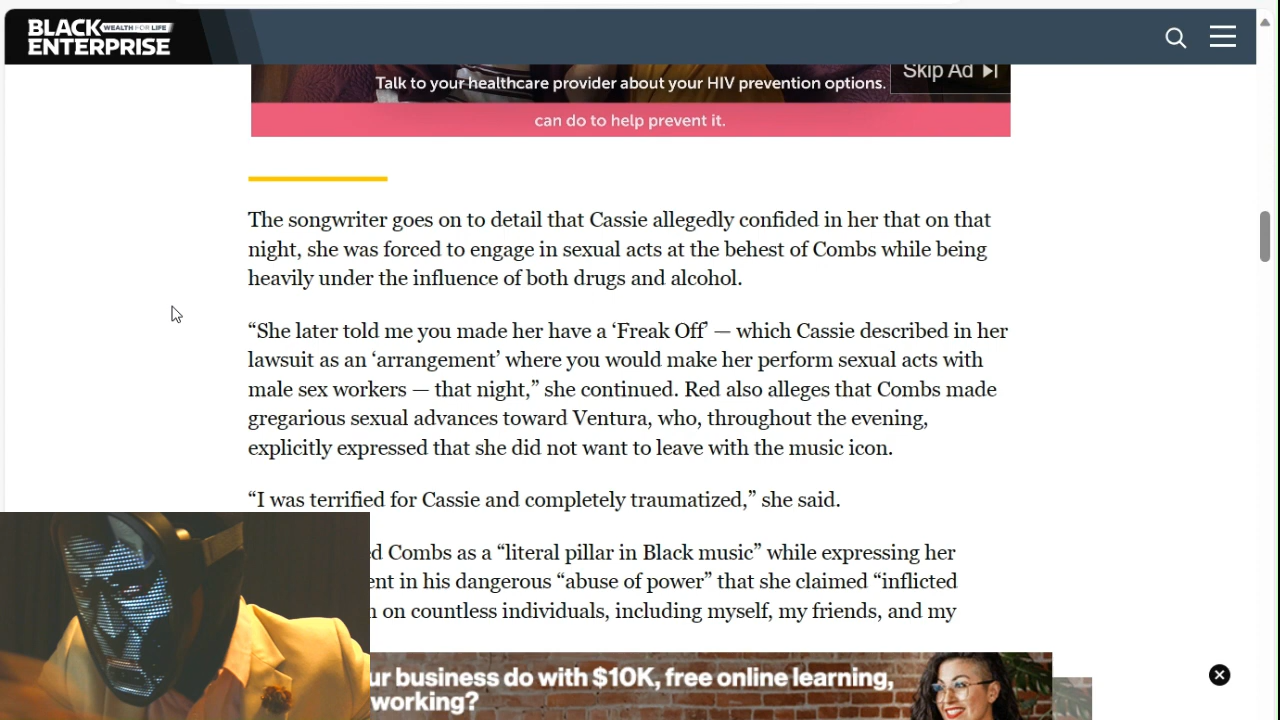 BLACK WEALTH FOR LIFE
ENTERPRISE
Skip Ad
Talk to your healthcare provider about your HIV prevention options.
can do to help prevent it.
The songwriter goes on to detail that Cassie allegedly confided in her that on that
night, she was forced to engage in sexual acts at the behest of Combs while being
heavily under the influence of both drugs and alcohol.
“She later told me you made her have a ‘Freak Off’ — which Cassie described in her
lawsuit as an ‘arrangement’ where you would make her perform sexual acts with
male sex workers — that night,” she continued. Red also alleges that Combs made
gregarious sexual advances toward Ventura, who, throughout the evening,
explicitly expressed that she did not want to leave with the music icon.
“I was terrified for Cassie and completely traumatized,” she said.
Combs as a “literal pillar in Black music” while expressing her
in his dangerous “abuse of power” that she claimed “inflicted
on countless individuals, including myself, my friends, and my
business do with $10K, free online learning,
working?